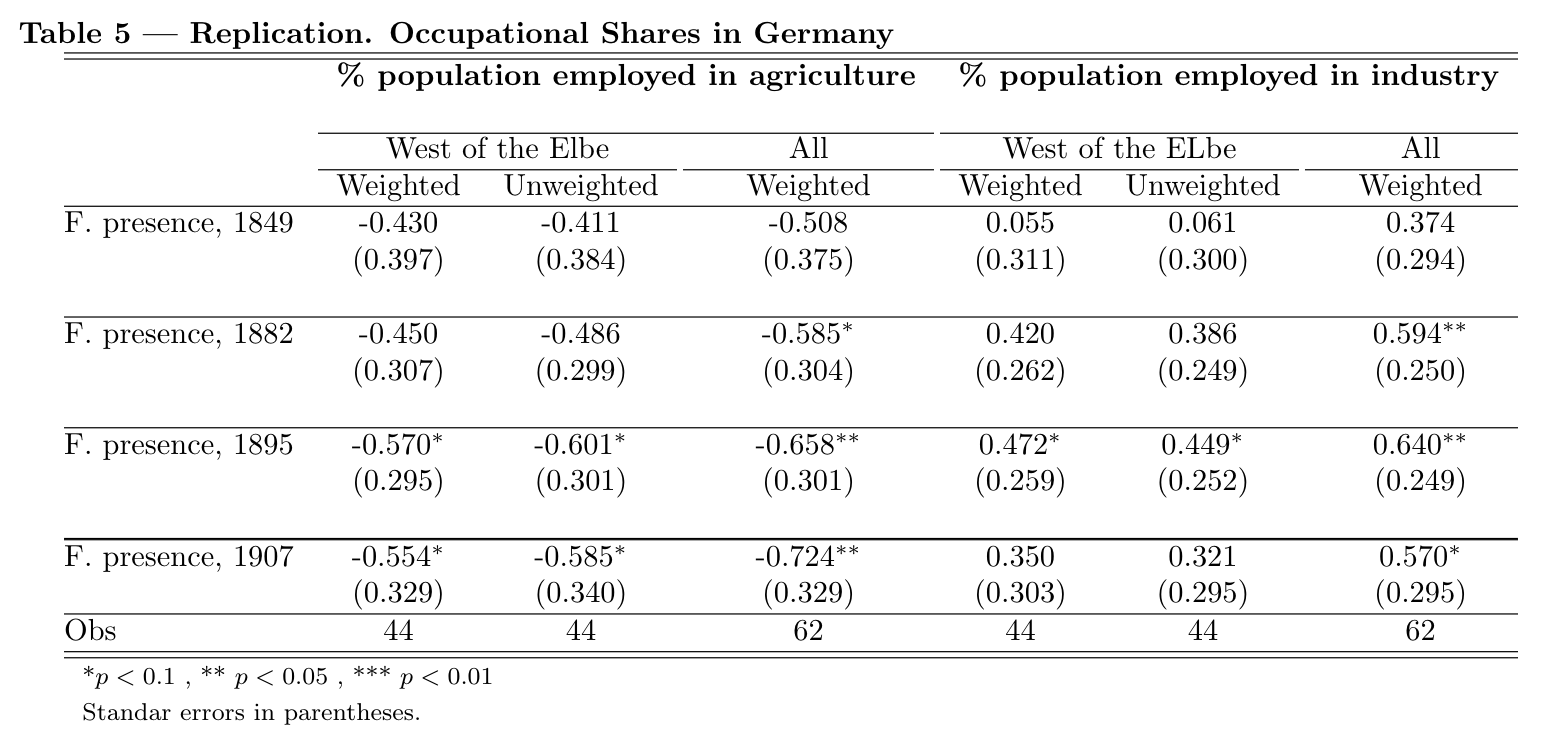 Table 5 — Replication. Occupational Shares in Germany
% population employed in agriculture % population employed in industry
West of the Elbe All West of the ELbe All
Weighted Unweighted Weighted Weighted Unweighted Weighted
F. presence, 1849 -0.430 -0.411 -0.508 0.055 0.061 0.374
(0.397) (0.384) (0.375) (0.311) (0.300) (0.294)
F. presence, 1882 -0.450 -0.486 -0.585* 0.420 0.386 0.594**
(0.307) (0.299) (0.304) (0.262) (0.249) (0.250)
F. presence, 1895 -0.570* -0.601* -0.658** 0.472* 0.449* 0.640**
(0.295) (0.301) (0.301) (0.259) (0.252) (0.249)
F. presence, 1907 -0.554* -0.585* -0.724** 0.350 0.321 0.570*
(0.329) (0.340) (0.329) (0.303) (0.295) (0.295)
Obs 44 44 62 44 44 62
*p < 0.1 , ** p < 0.05 , *** p < 0.01
Standar errors in parentheses.